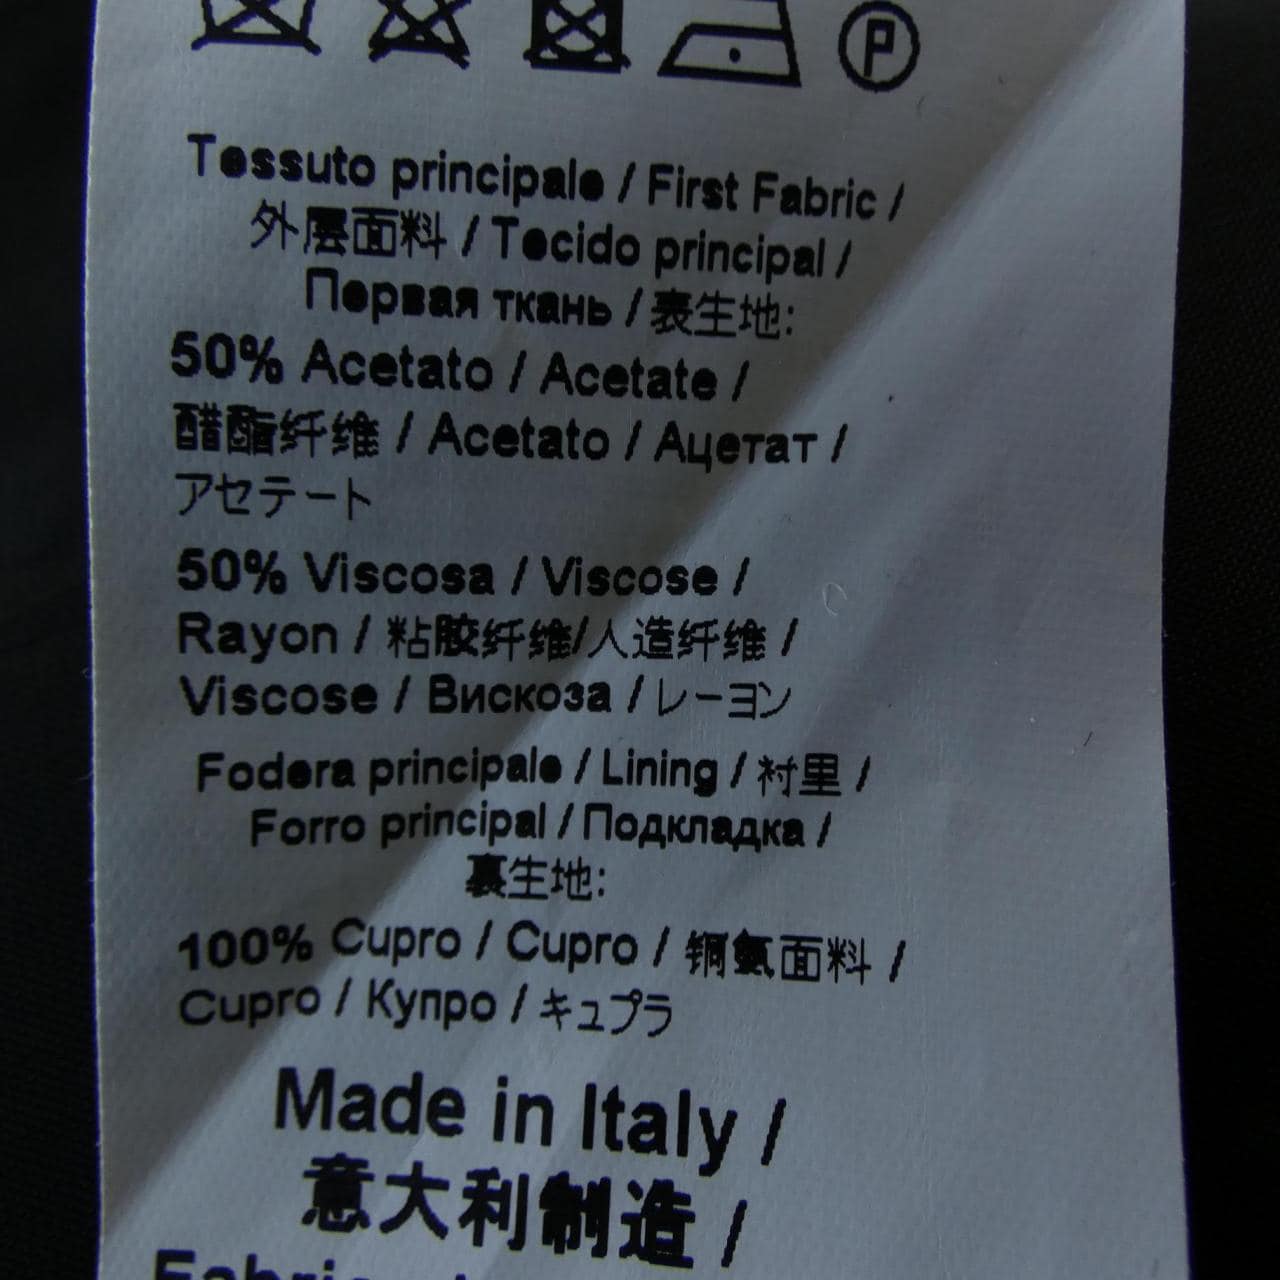 P
Tessuto principale / First Fabric /
外层面料 / Tecido principal /
Первая ткань / 表生地:
50% Acetato / Acetate /
醋酯纤维 / Acetato / Ацетат /
アセテート
50% Viscosa / Viscose /
Rayon / 粘胶纤维/人造纤维 /
Viscose / Вискоза / レーヨン
Fodera principale / Lining / 衬里 /
Forro principal / Подкладка /
裏生地:
100% Cupro / Cupro / 铜氨面料 /
Cupro / Купро / キュプラ
Made in Italy /
意大利制造 /